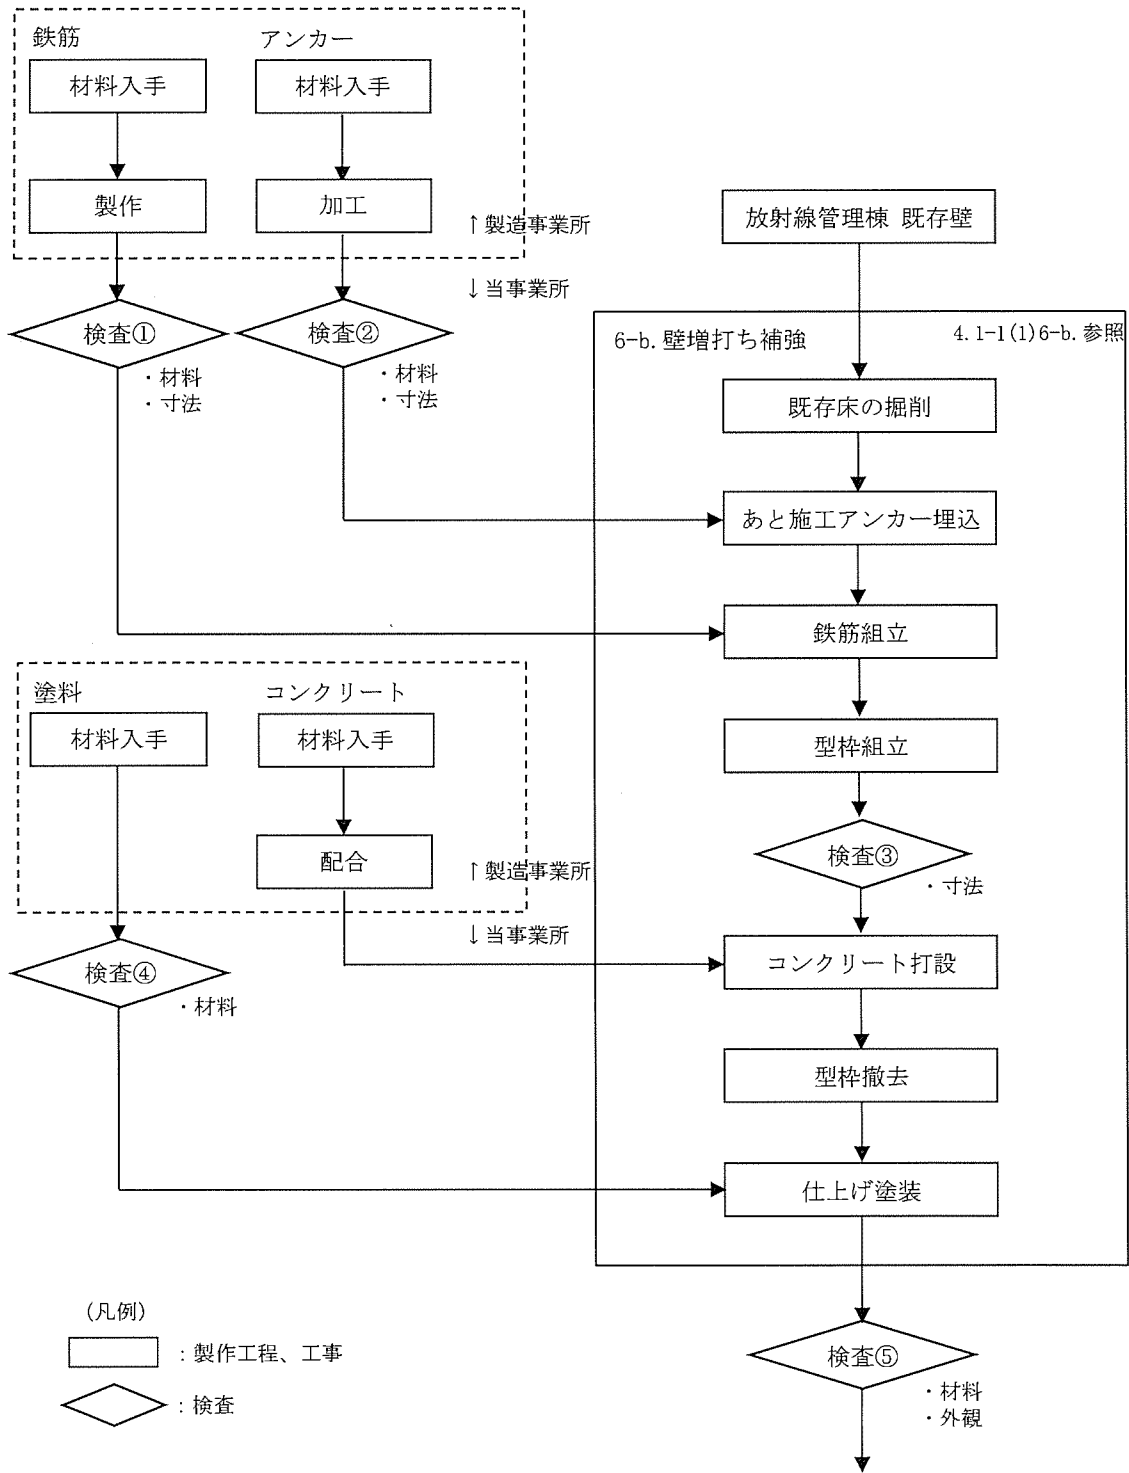 鉄筋
アンカー
材料入手
材料入手
製作
加工
↑製造事業所
↓当事業所
検査①
・材料
・寸法
検査②
・材料
・寸法
放射線管理棟 既存壁
6-b. 壁増打ち補強
4.1-1(1)6-b. 参照
既存床の掘削
あと施工アンカー埋込
鉄筋組立
型枠組立
検査③
・寸法
塗料
コンクリート
材料入手
材料入手
配合
↑製造事業所
↓当事業所
検査④
・材料
コンクリート打設
型枠撤去
仕上げ塗装
検査⑤
・材料
・外観
(凡例)
：製作工程、工事
：検査